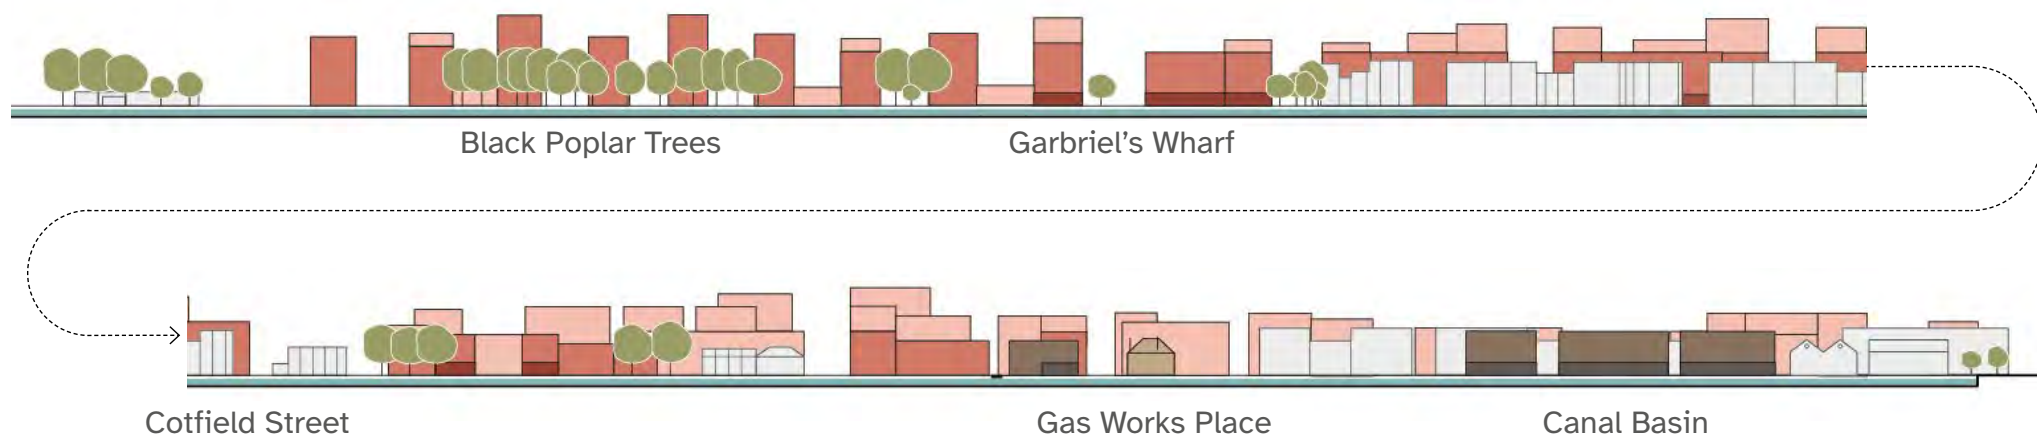 Black Poplar Trees
Garbriel’s Wharf
Cotfield Street
Gas Works Place
Canal Basin